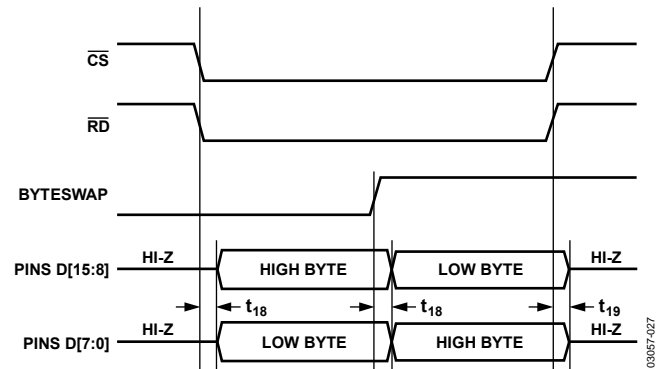 CS
RD
BYTESWAP
PINS D[15:8] HI-Z HIGH BYTE LOW BYTE HI-Z
t18 t18 t19
PINS D[7:0] HI-Z LOW BYTE HIGH BYTE HI-Z
03057-027